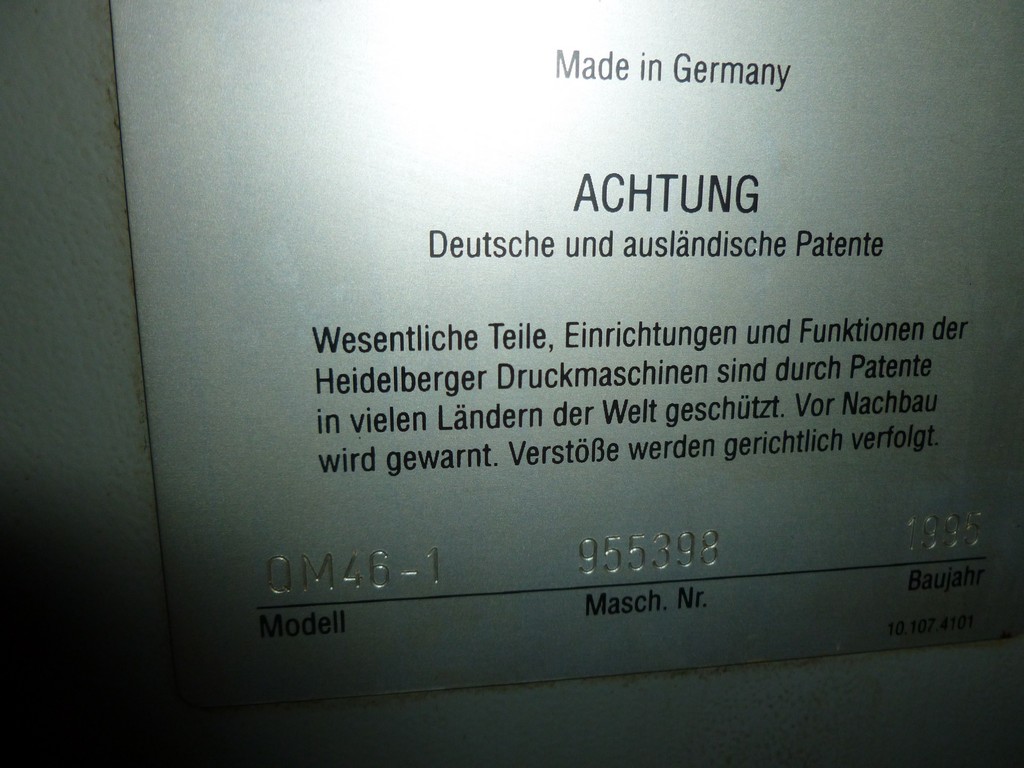 Made in Germany
ACHTUNG
Deutsche und ausländische Patente
Wesentliche Teile, Einrichtungen und Funktionen der
Heidelberger Druckmaschinen sind durch Patente
in vielen Ländern der Welt geschützt. Vor Nachbau
wird gewarnt. Verstöße werden gerichtlich verfolgt.
QM46-1 955398 1995
Modell Masch. Nr. Baujahr
10.107.4101